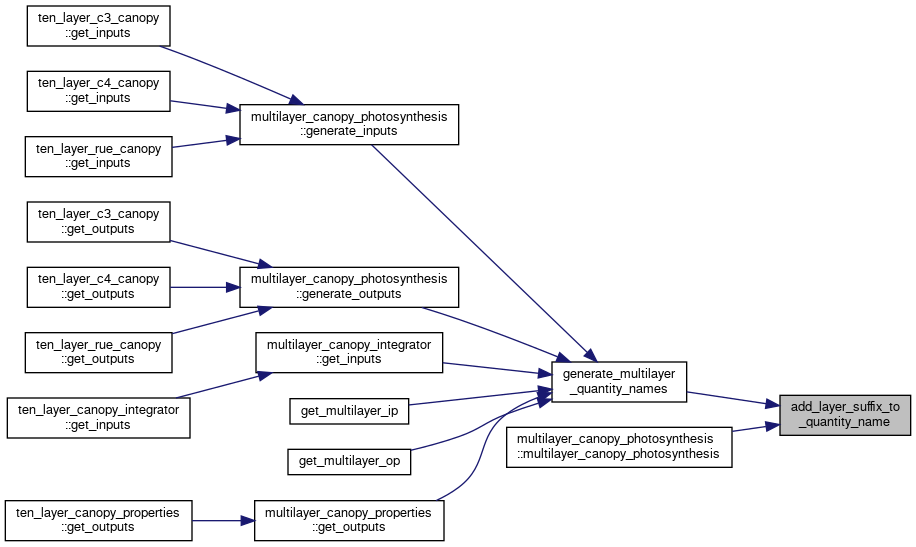 ten_layer_c3_canopy
::get_inputs
ten_layer_c4_canopy
::get_inputs
multilayer_canopy_photosynthesis
::generate_inputs
ten_layer_rue_canopy
::get_inputs
ten_layer_c3_canopy
::get_outputs
ten_layer_c4_canopy
::get_outputs
multilayer_canopy_photosynthesis
::generate_outputs
ten_layer_rue_canopy
::get_outputs
multilayer_canopy_integrator
::get_inputs
generate_multilayer
_quantity_names
ten_layer_canopy_integrator
::get_inputs
get_multilayer_ip
add_layer_suffix_to
_quantity_name
multilayer_canopy_photosynthesis
::multilayer_canopy_photosynthesis
get_multilayer_op
ten_layer_canopy_properties
::get_outputs
multilayer_canopy_properties
::get_outputs